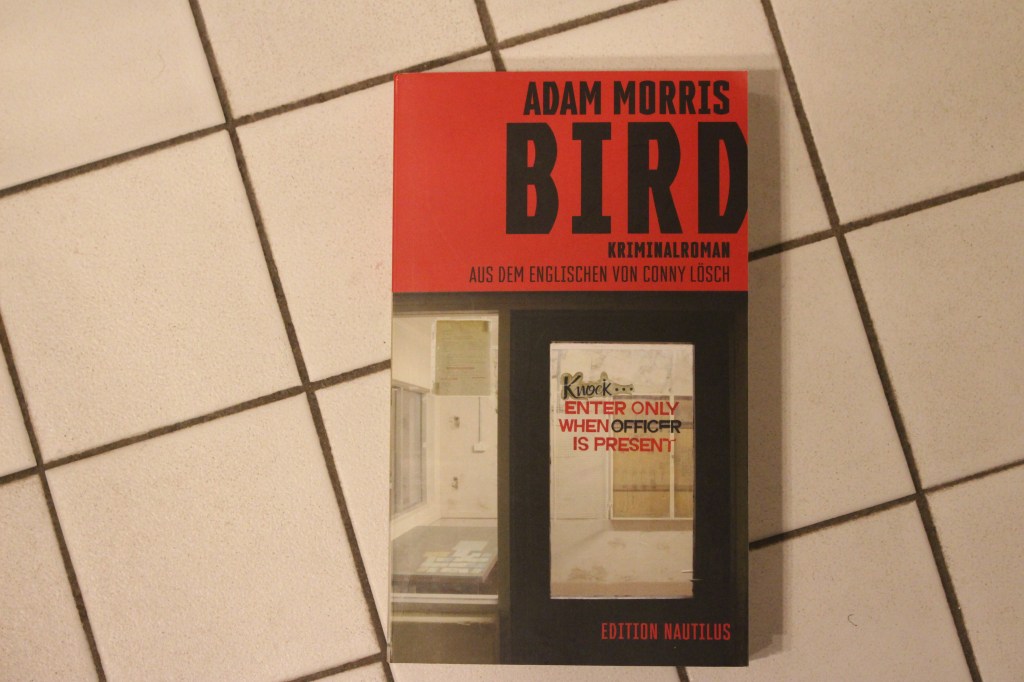 ADAM MORRIS
BIRD
KRIMINALROMAN
AUS DEM ENGLISCHEN VON CONNY LÖSCH
Knock...
ENTER ONLY
WHEN OFFICER
IS PRESENT
EDITION NAUTILUS